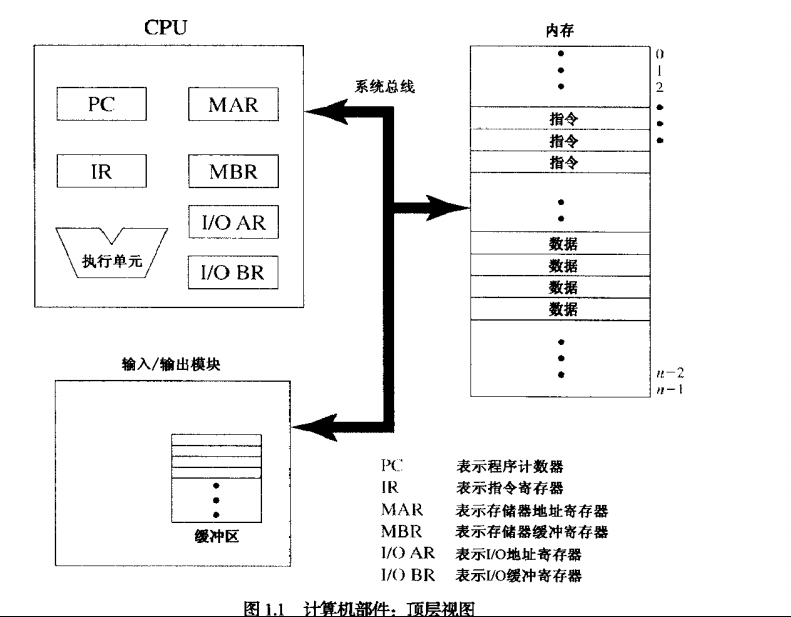 CPU
PC
MAR
IR
MBR
I/O AR
执行单元
I/O BR
系统总线
内存
0
1
2
指令
指令
指令
数据
数据
数据
数据
n-2
n-1
输入/输出模块
缓冲区
PC 表示程序计数器
IR 表示指令寄存器
MAR 表示存储器地址寄存器
MBR 表示存储器缓冲寄存器
I/O AR 表示I/O地址寄存器
I/O BR 表示I/O缓冲寄存器
图 1.1 计算机部件：顶层视图